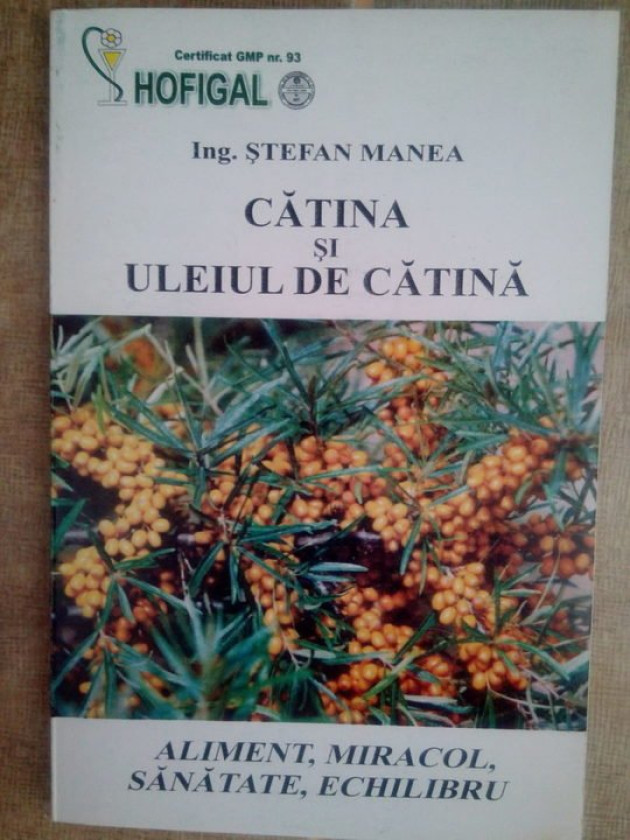 Certificat GMP nr. 93
HOFIGAL
Ing. ŞTEFAN MANEA
CĂTINA
ŞI
ULEIUL DE CĂTINĂ
ALIMENT, MIRACOL,
SĂNĂTATE, ECHILIBRU